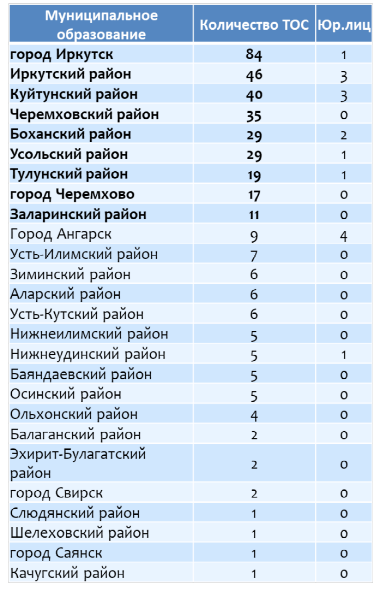 Муниципальное образование Количество ТОС Юр.лиц
город Иркутск 84 1
Иркутский район 46 3
Куйтунский район 40 3
Черемховский район 35 0
Боханский район 29 2
Усольский район 29 1
Тулунский район 19 1
город Черемхово 17 0
Заларинский район 11 0
Город Ангарск 9 4
Усть-Илимский район 7 0
Зиминский район 6 0
Аларский район 6 0
Усть-Кутский район 6 0
Нижнеилимский район 5 0
Нижнеудинский район 5 1
Баяндаевский район 5 0
Осинский район 5 0
Ольхонский район 4 0
Балаганский район 2 0
Эхирит-Булагатский район 2 0
город Свирск 2 0
Слюдянский район 1 0
Шелеховский район 1 0
город Саянск 1 0
Качугский район 1 0